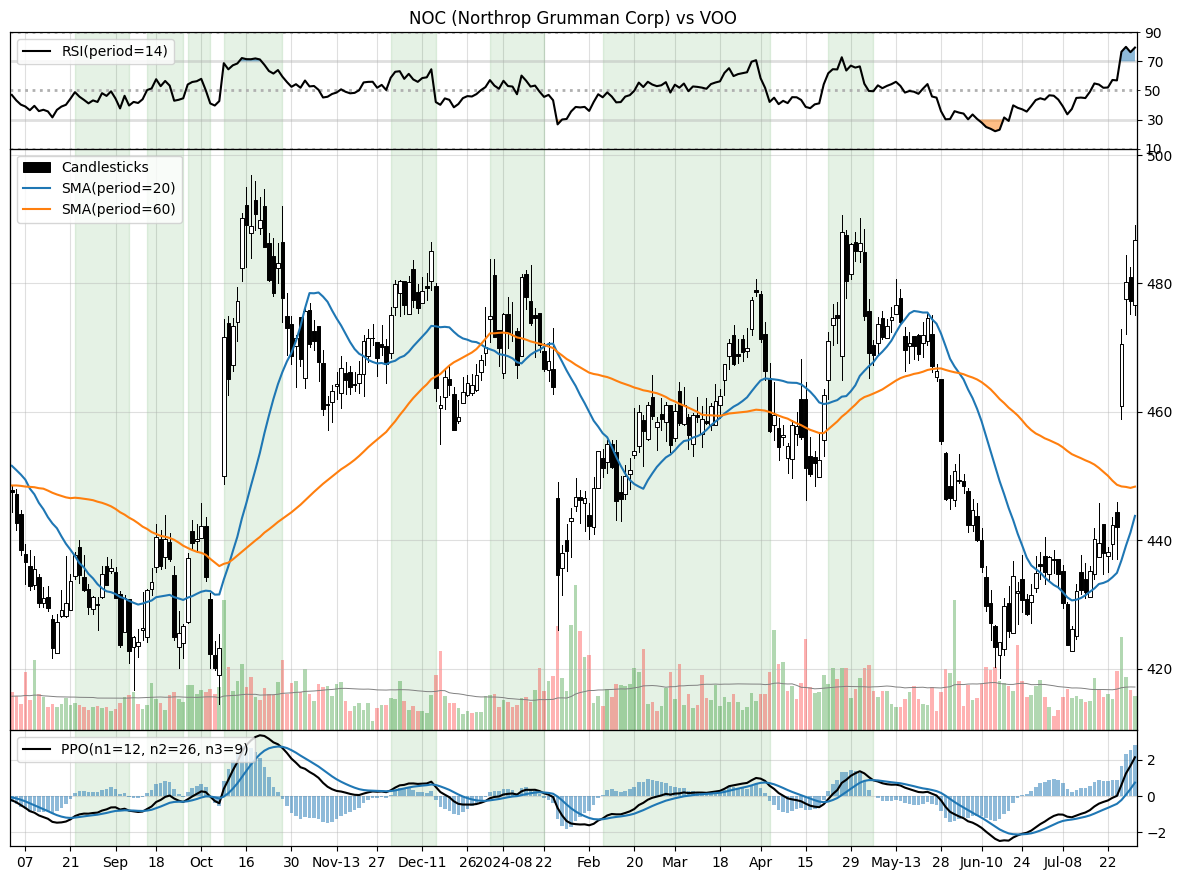 NOC (Northrop Grumman Corp) vs VOO
RSI(period=14)
90
70
50
30
10
Candlesticks
SMA(period=20)
SMA(period=60)
500
480
460
440
420
PPO(n1=12, n2=26, n3=9)
2
0
−2
07 21 Sep 18 Oct 16 30 Nov-13 27 Dec-11 26 2024-08 22 Feb 20 Mar 18 Apr 15 29 May-13 28 Jun-10 24 Jul-08 22